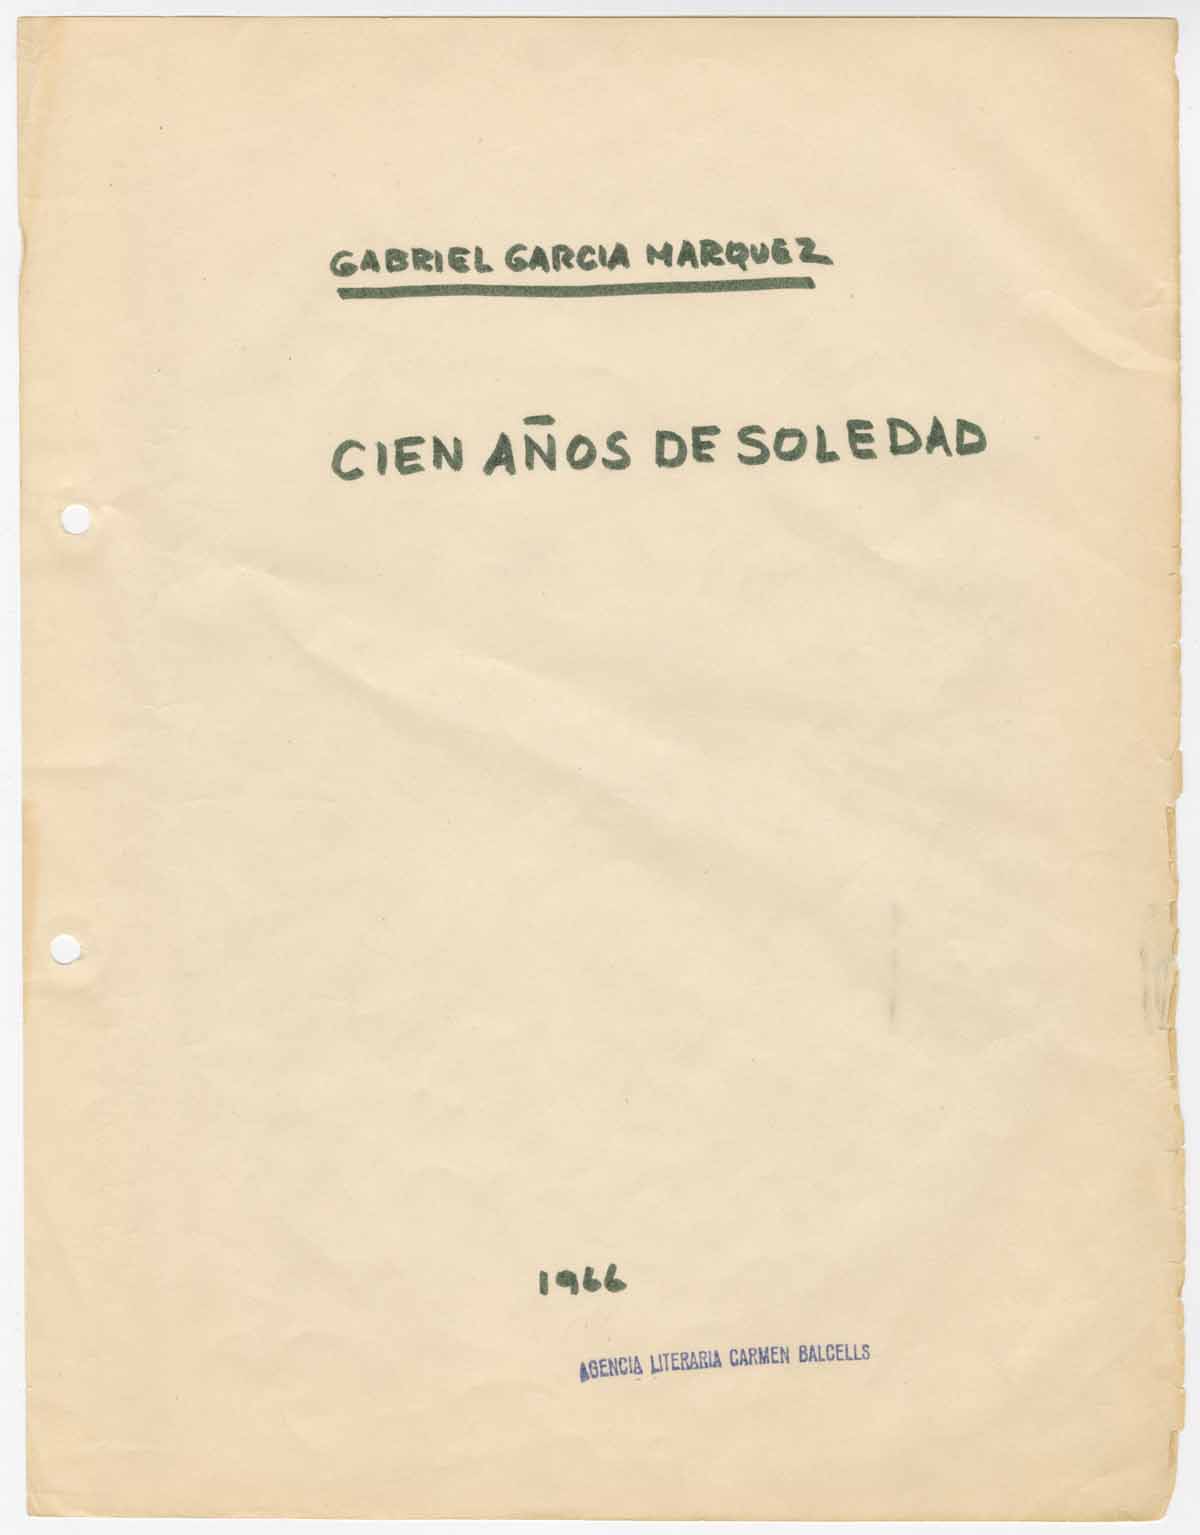 GABRIEL GARCIA MARQUEZ
CIEN AÑOS DE SOLEDAD
1966
AGENCIA LITERARIA CARMEN BALCELLS